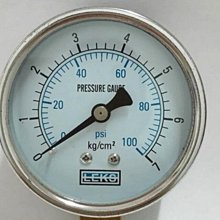 3 4
2 40 60 5
PRESSURE GAUGE
1 20 80 6
0 psi 100
0 kg/cm² 7
LEKO